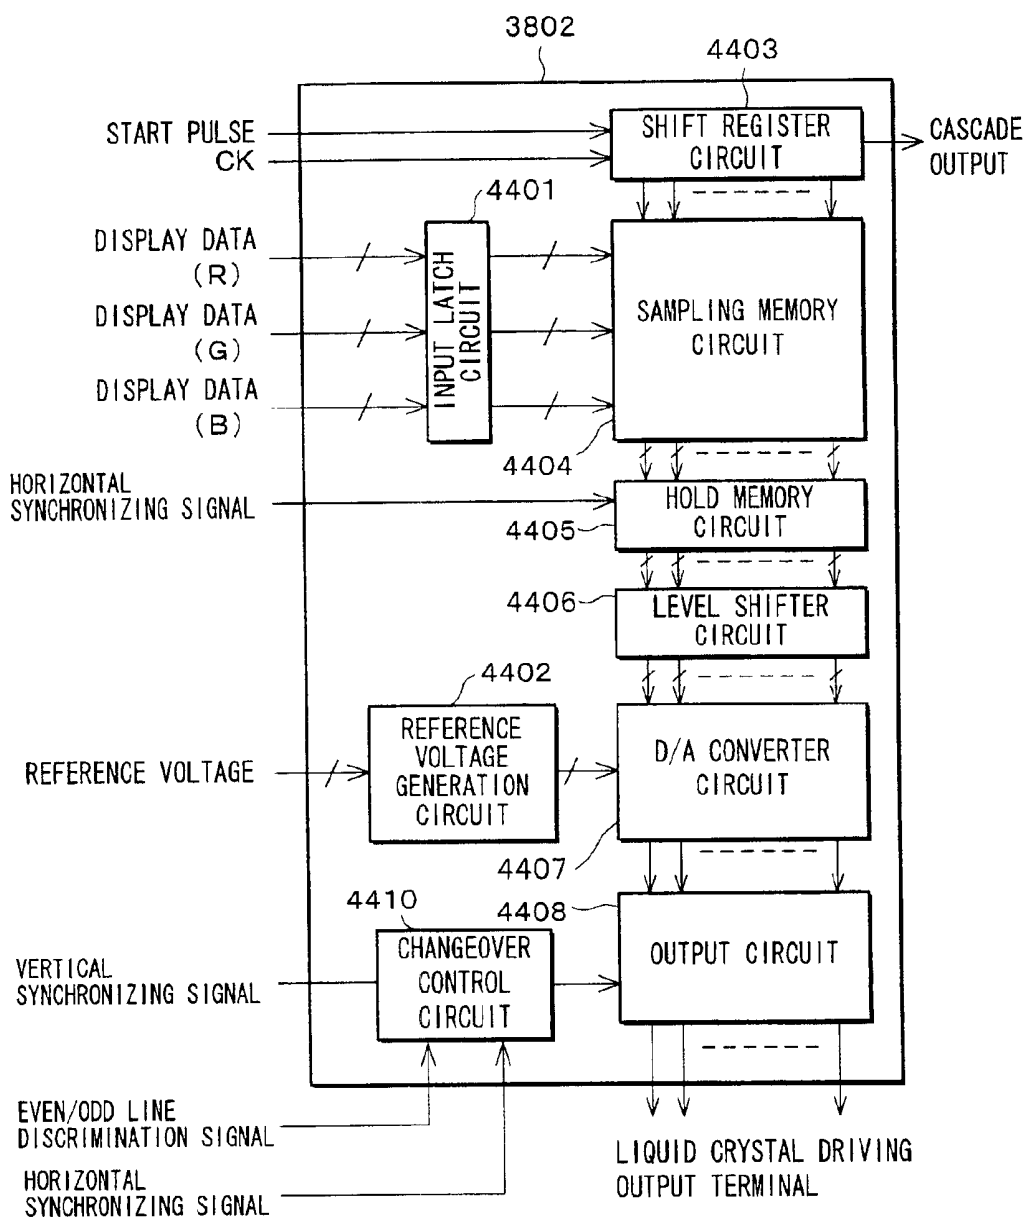 3802
4403
START PULSE
CK
SHIFT REGISTER
CIRCUIT
CASCADE
OUTPUT
4401
DISPLAY DATA
(R)
DISPLAY DATA
(G)
DISPLAY DATA
(B)
INPUT LATCH
CIRCUIT
SAMPLING MEMORY
CIRCUIT
4404
HORIZONTAL
SYNCHRONIZING SIGNAL
HOLD MEMORY
CIRCUIT
4405
4406
LEVEL SHIFTER
CIRCUIT
4402
REFERENCE VOLTAGE
REFERENCE
VOLTAGE
GENERATION
CIRCUIT
D/A CONVERTER
CIRCUIT
4407
4410
4408
VERTICAL
SYNCHRONIZING SIGNAL
CHANGEOVER
CONTROL
CIRCUIT
OUTPUT CIRCUIT
EVEN/ODD LINE
DISCRIMINATION SIGNAL
HORIZONTAL
SYNCHRONIZING SIGNAL
LIQUID CRYSTAL DRIVING
OUTPUT TERMINAL